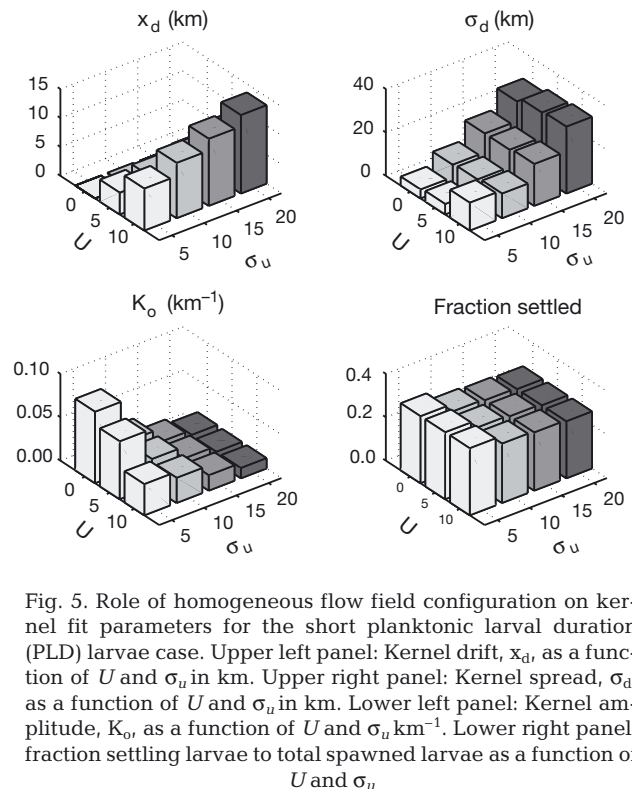 x_d (km)
15
10
5
0
0
5
10
U
5
10
15
20
σ_u
σ_d (km)
40
20
0
0
5
10
U
5
10
15
20
σ_u
K_o (km⁻¹)
0.10
0.05
0.00
0
5
10
U
5
10
15
20
σ_u
Fraction settled
0.4
0.2
0.0
0
5
10
U
5
10
15
20
σ_u
Fig. 5. Role of homogeneous flow field configuration on ker-
nel fit parameters for the short planktonic larval duration
(PLD) larvae case. Upper left panel: Kernel drift, x_d, as a func-
tion of U and σ_u in km. Upper right panel: Kernel spread, σ_d
as a function of U and σ_u in km. Lower left panel: Kernel am-
plitude, K_o, as a function of U and σ_u km⁻¹. Lower right panel
fraction settling larvae to total spawned larvae as a function of
U and σ_u